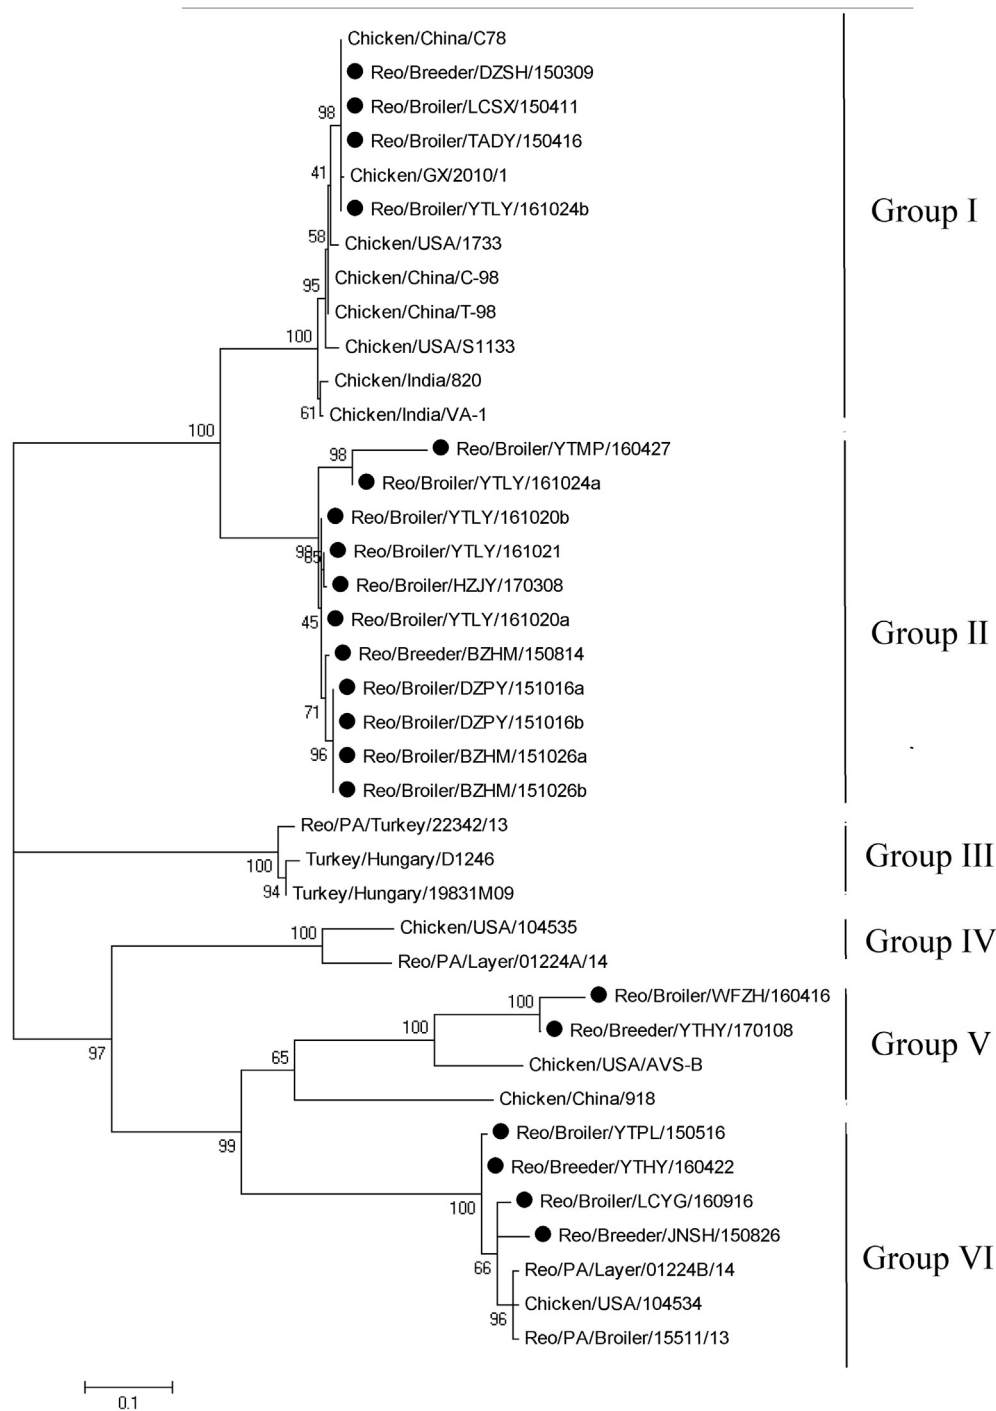 Chicken/China/C78
Reo/Breeder/DZSH/150309
Reo/Broiler/LCSX/150411
98
Reo/Broiler/TADY/150416
41
Chicken/GX/2010/1
Reo/Broiler/YTLY/161024b
Group I
58
Chicken/USA/1733
Chicken/China/C-98
95
Chicken/China/T-98
100
Chicken/USA/S1133
Chicken/India/820
61
Chicken/India/VA-1
100
98
Reo/Broiler/YTMP/160427
Reo/Broiler/YTLY/161024a
Reo/Broiler/YTLY/161020b
98
85
Reo/Broiler/YTLY/161021
Reo/Broiler/HZJY/170308
45
Reo/Broiler/YTLY/161020a
Group II
Reo/Breeder/BZHM/150814
Reo/Broiler/DZPY/151016a
71
Reo/Broiler/DZPY/151016b
96
Reo/Broiler/BZHM/151026a
Reo/Broiler/BZHM/151026b
Reo/PA/Turkey/22342/13
100
Turkey/Hungary/D1246
Group III
94
Turkey/Hungary/19831M09
100
Chicken/USA/104535
Group IV
Reo/PA/Layer/01224A/14
100
Reo/Broiler/WFZH/160416
100
Reo/Breeder/YTHY/170108
Group V
97
65
Chicken/USA/AVS-B
Chicken/China/918
99
Reo/Broiler/YTPL/150516
Reo/Breeder/YTHY/160422
100
Reo/Broiler/LCYG/160916
Reo/Breeder/JNSH/150826
Group VI
66
Reo/PA/Layer/01224B/14
Chicken/USA/104534
96
Reo/PA/Broiler/15511/13
0.1